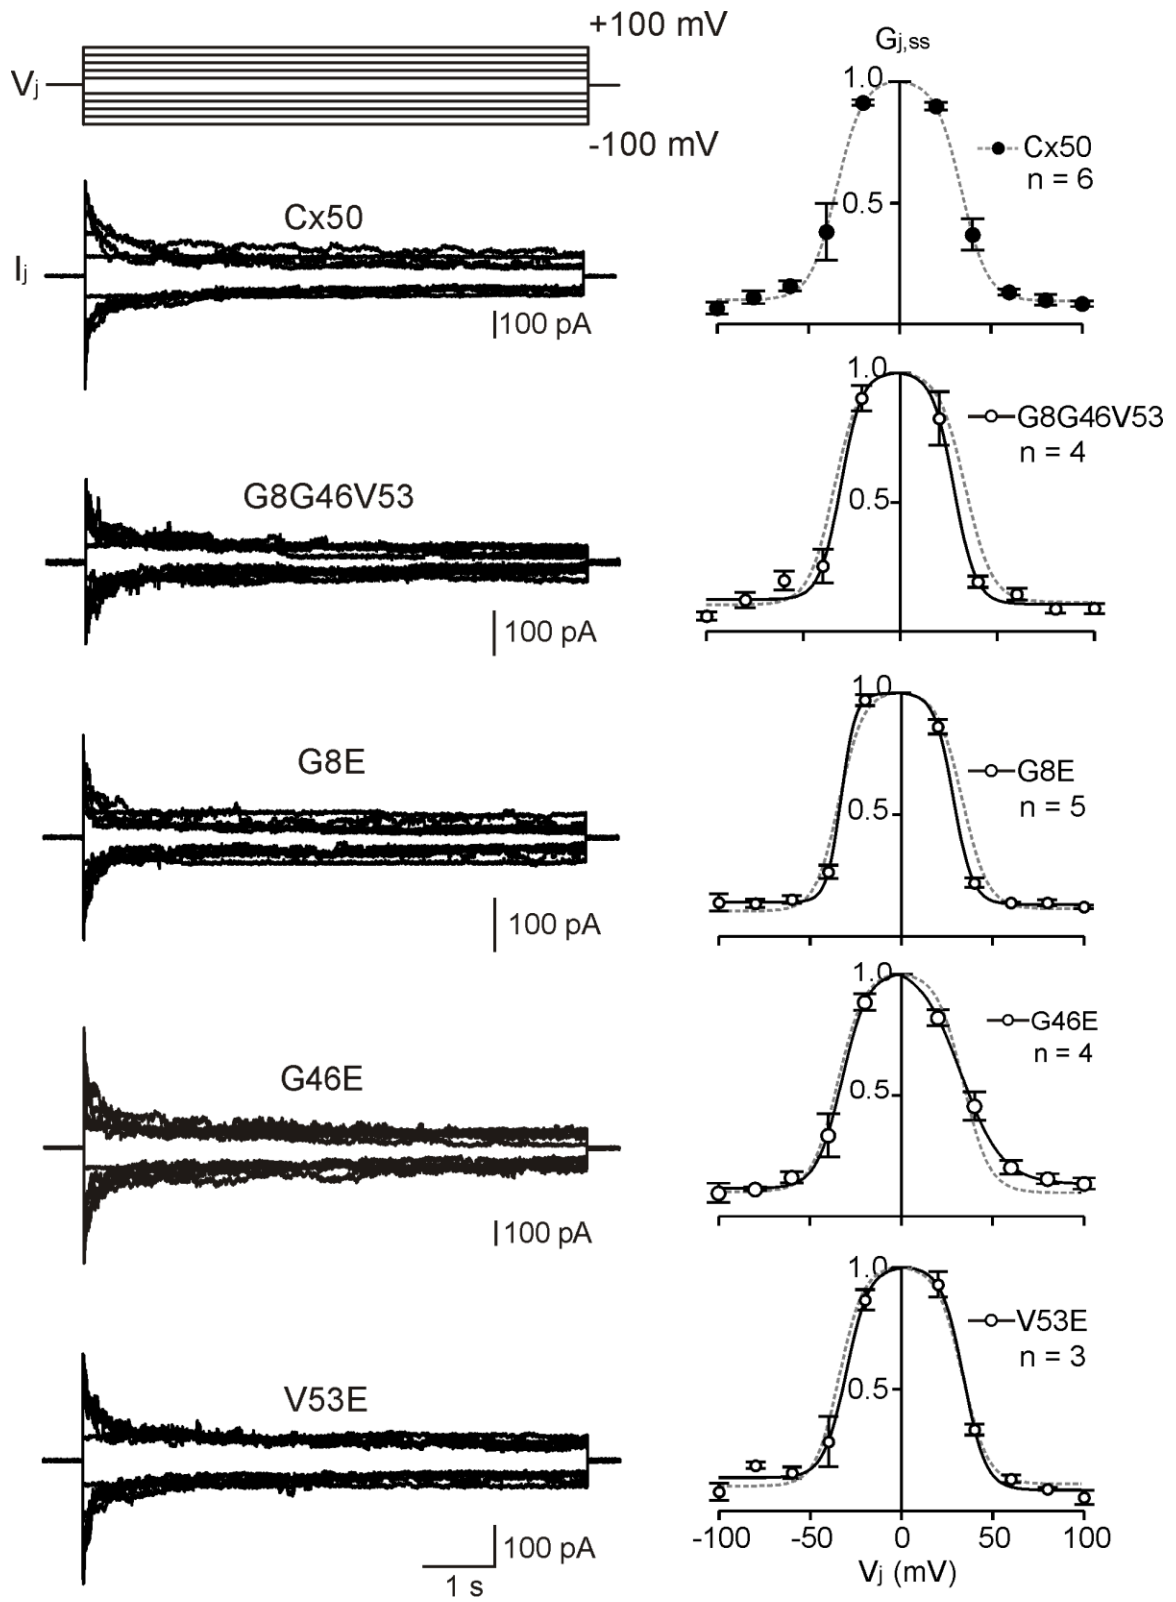 +100 mV
Vj
-100 mV
Gj,ss
1.0
0.5
Cx50
n = 6
Cx50
Ij
100 pA
1.0
0.5
G8G46V53
n = 4
G8G46V53
100 pA
1.0
0.5
G8E
n = 5
G8E
100 pA
1.0
0.5
G46E
n = 4
G46E
100 pA
1.0
0.5
V53E
n = 3
V53E
100 pA
1 s
-100 -50 0 50 100
Vj (mV)